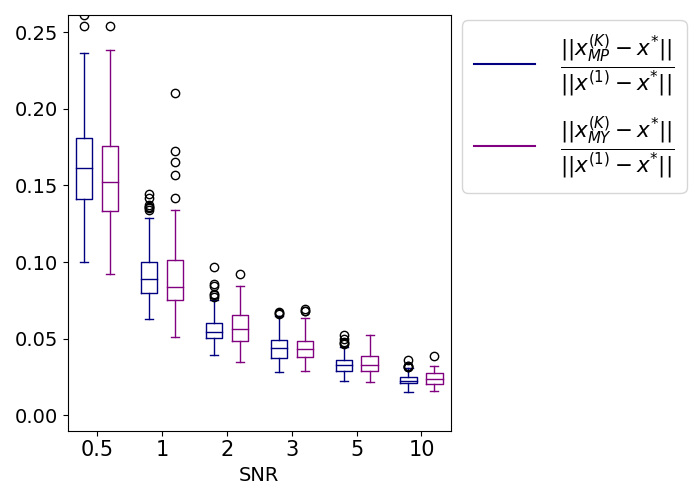 0.25
0.20
0.15
0.10
0.05
0.00
0.5 1 2 3 5 10
SNR
||x_{MP}^{(K)} − x^*||
||x^{(1)} − x^*||
||x_{MY}^{(K)} − x^*||
||x^{(1)} − x^*||